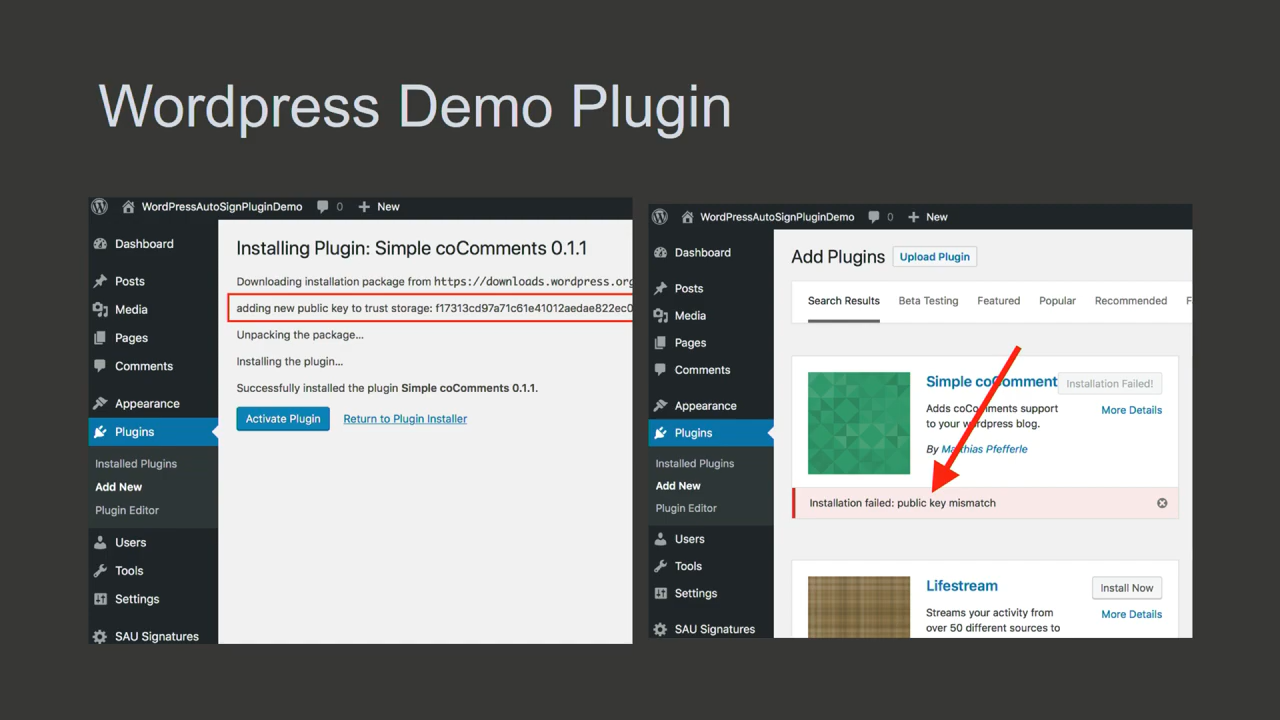 Wordpress Demo Plugin
WordPressAutoSignPluginDemo 0 New
Dashboard
Posts
Media
Pages
Comments
Appearance
Plugins
Installed Plugins
Add New
Plugin Editor
Users
Tools
Settings
SAU Signatures
Installing Plugin: Simple coComments 0.1.1
Downloading installation package from https://downloads.wordpress.org
adding new public key to trust storage: f17313cd97a71c61e41012aedae822ec0
Unpacking the package…
Installing the plugin…
Successfully installed the plugin Simple coComments 0.1.1.
Activate Plugin Return to Plugin Installer
WordPressAutoSignPluginDemo 0 New
Dashboard
Posts
Media
Pages
Comments
Appearance
Plugins
Installed Plugins
Add New
Plugin Editor
Users
Tools
Settings
SAU Signatures
Add Plugins Upload Plugin
Search Results Beta Testing Featured Popular Recommended F
Simple coComment Installation Failed!
More Details
Adds coComments support
to your wordpress blog.
By Matthias Pfefferle
Installation failed: public key mismatch
Lifestream Install Now
More Details
Streams your activity from
over 50 different sources to